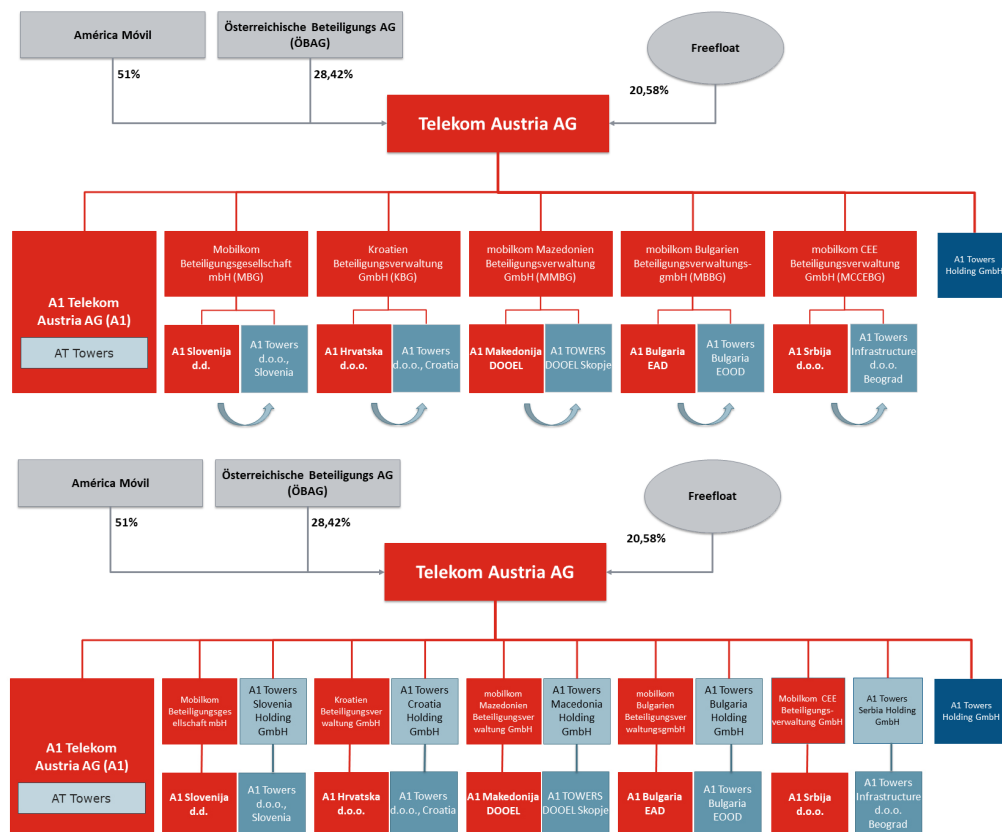 América Móvil
Österreichische Beteiligungs AG
(ÖBAG)
Freefloat
51%
28,42%
20,58%
Telekom Austria AG
A1 Telekom
Austria AG (A1)
AT Towers
Mobilkom
Beteiligungsgesellschaft
mbH (MBG)
Kroatien
Beteiligungsverwaltung
GmbH (KBG)
mobilkom Mazedonien
Beteiligungsverwaltung
GmbH (MMBG)
mobilkom Bulgarien
Beteiligungsverwaltungs-
gmbH (MBBG)
mobilkom CEE
Beteiligungsverwaltung
GmbH (MCCEBG)
A1 Towers
Holding GmbH
A1 Slovenija
d.d.
A1 Towers
d.o.o.,
Slovenia
A1 Hrvatska
d.o.o.
A1 Towers
d.o.o., Croatia
A1 Makedonija
DOOEL
A1 TOWERS
DOOEL Skopje
A1 Bulgaria
EAD
A1 Towers
Bulgaria
EOOD
A1 Srbija
d.o.o.
A1 Towers
Infrastructure
d.o.o.
Beograd
América Móvil
Österreichische Beteiligungs AG
(ÖBAG)
Freefloat
51%
28,42%
20,58%
Telekom Austria AG
A1 Telekom
Austria AG (A1)
AT Towers
Mobilkom
Beteiligungsges
ellschaft mbH
A1 Towers
Slovenia
Holding
GmbH
Kroatien
Beteiligungsver
waltung GmbH
A1 Towers
Croatia
Holding
GmbH
mobilkom
Mazedonien
Beteiligungsver
waltung GmbH
A1 Towers
Macedonia
Holding
GmbH
mobilkom
Bulgarien
Beteiligungsver
waltungsgmbH
A1 Towers
Bulgaria
Holding
GmbH
Mobilkom CEE
Beteiligungs-
verwaltung GmbH
A1 Towers
Serbia Holding
GmbH
A1 Towers
Holding GmbH
A1 Slovenija
d.d.
A1 Towers
d.o.o.,
Slovenia
A1 Hrvatska
d.o.o.
A1 Towers
d.o.o., Croatia
A1 Makedonija
DOOEL
A1 TOWERS
DOOEL Skopje
A1 Bulgaria
EAD
A1 Towers
Bulgaria
EOOD
A1 Srbija
d.o.o.
A1 Towers
Infrastructure
d.o.o.
Beograd